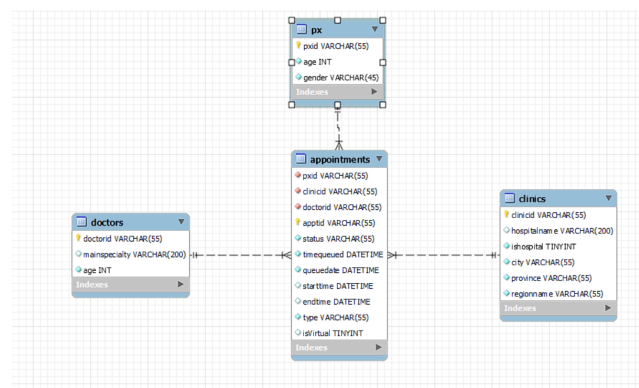 px
pxid VARCHAR(55)
age INT
gender VARCHAR(45)
Indexes
appointments
pxid VARCHAR(55)
clinicid VARCHAR(55)
doctorid VARCHAR(55)
apptid VARCHAR(55)
status VARCHAR(55)
timequeued DATETIME
queuedate DATETIME
starttime DATETIME
endtime DATETIME
type VARCHAR(55)
isVirtual TINYINT
Indexes
doctors
doctorid VARCHAR(55)
mainspecialty VARCHAR(200)
age INT
Indexes
clinics
clinicid VARCHAR(55)
hospitalname VARCHAR(200)
ishospital TINYINT
city VARCHAR(55)
province VARCHAR(55)
regionname VARCHAR(55)
Indexes